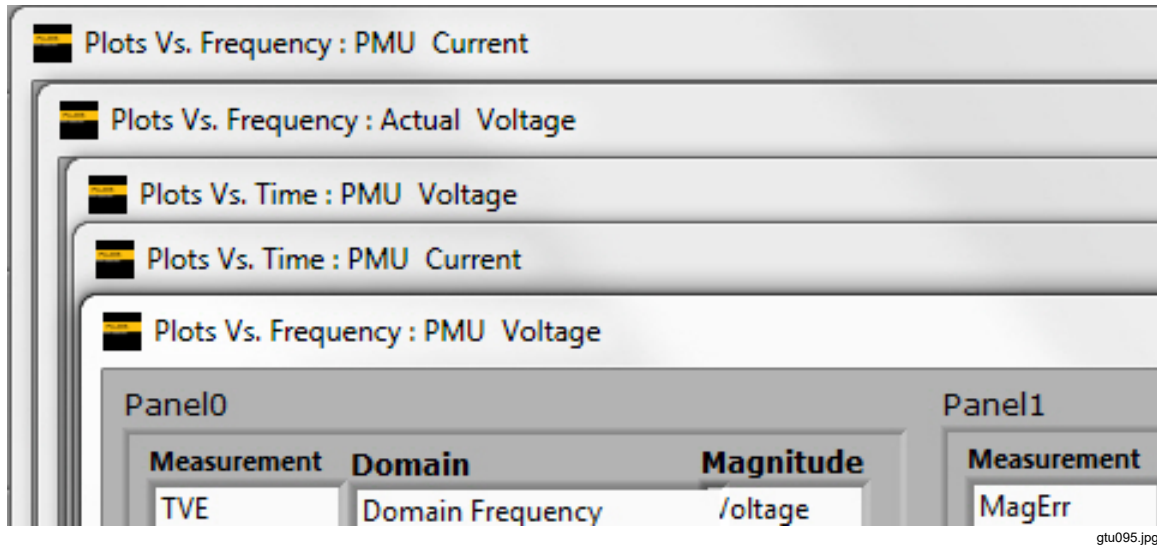 Plots Vs. Frequency : PMU  Current
Plots Vs. Frequency : Actual  Voltage
Plots Vs. Time : PMU  Voltage
Plots Vs. Time : PMU  Current
Plots Vs. Frequency : PMU  Voltage
Panel0 Panel1
Measurement Domain Magnitude Measurement
TVE Domain Frequency /oltage MagErr
gtu095.jpg